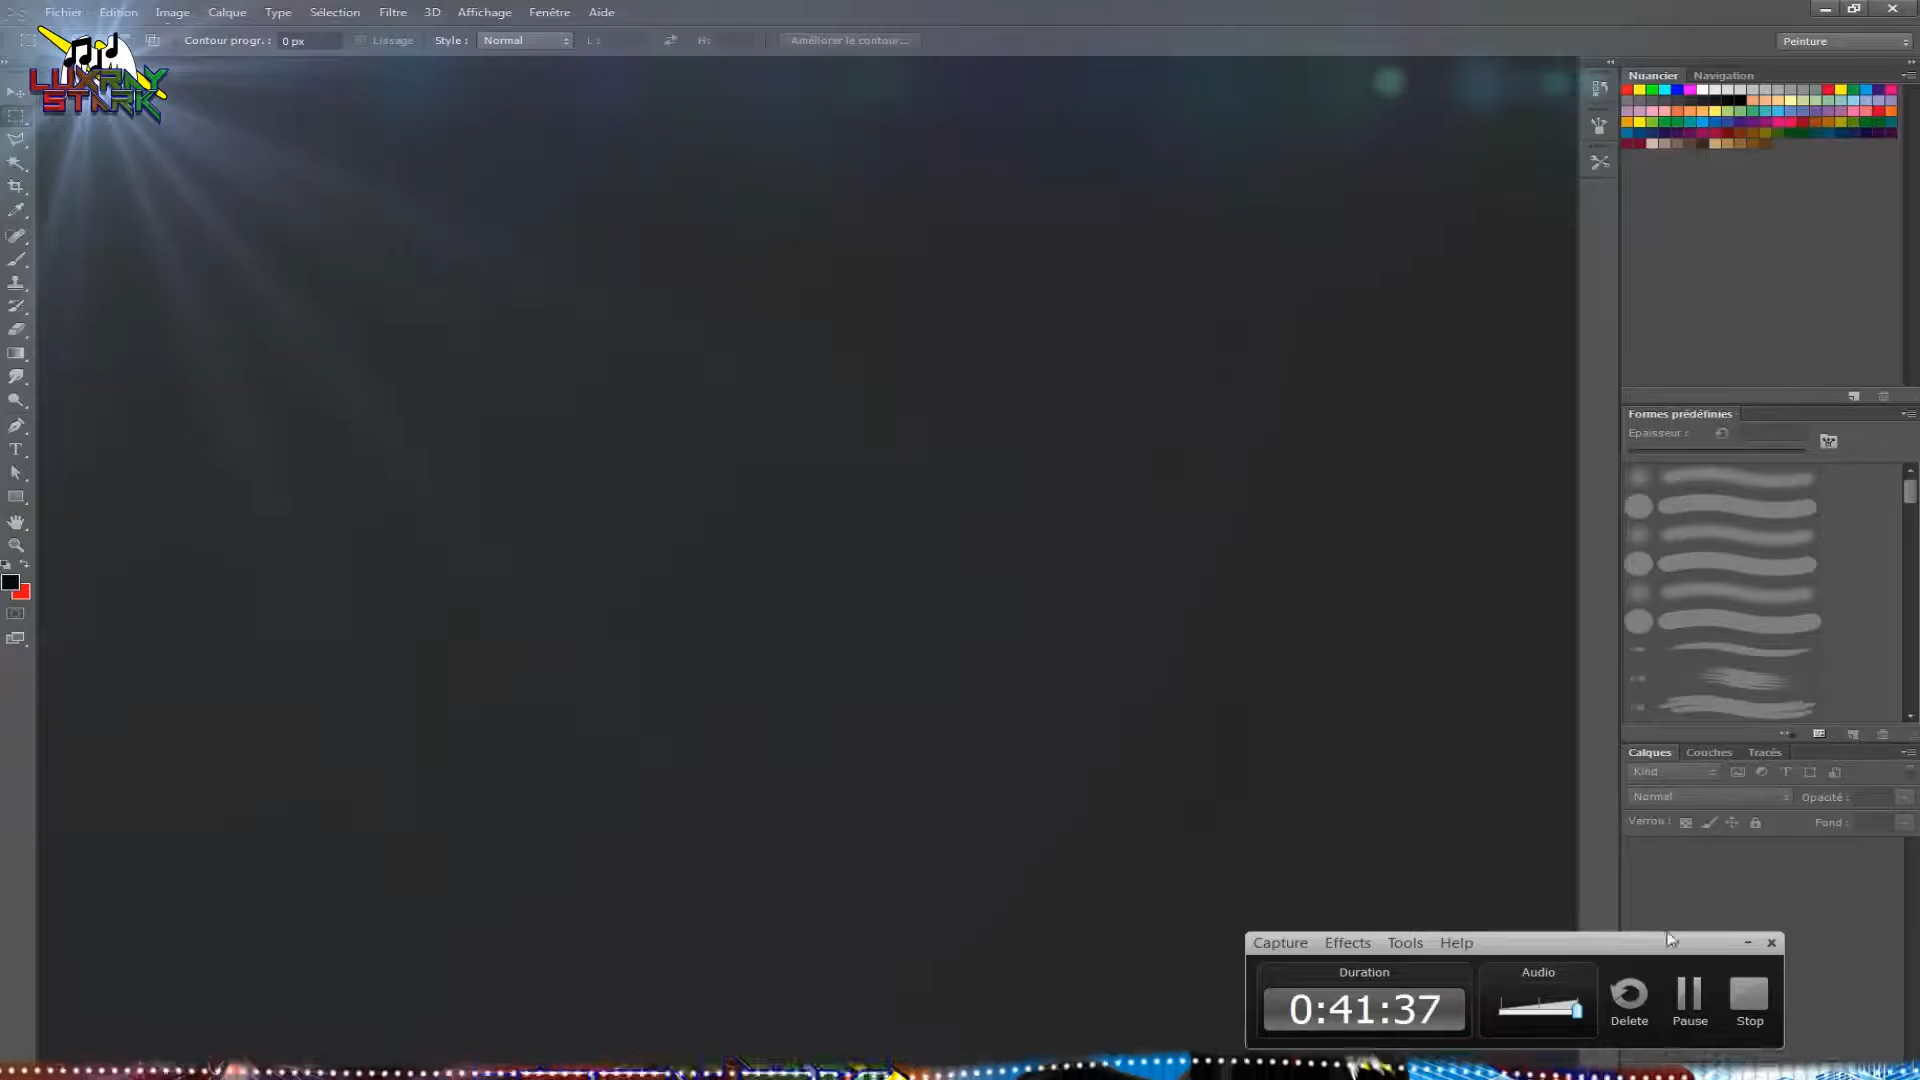 Fichier Edition Image Calque Type Sélection Filtre 3D Affichage Fenêtre Aide
Contour progr. : 0 px Lissage Style : Normal L : H: Améliorer le contour... Peinture
LUXRAY
STARK
Nuancier Navigation
Formes prédéfinies
Epaisseur :
Calques Couches Tracés
Kind
Normal Opacité :
Verrou : Fond :
Capture Effects Tools Help
Duration Audio
0:41:37
Delete Pause Stop